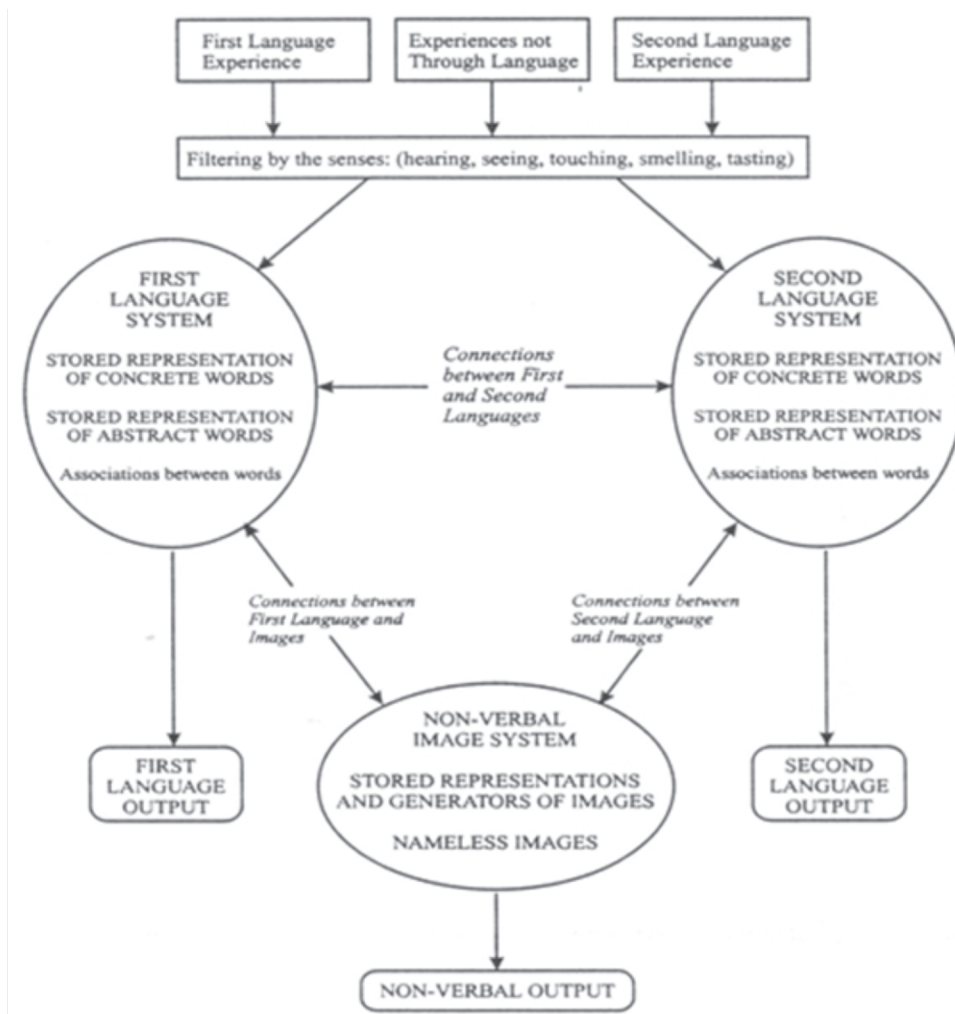 First Language
Experience
Experiences not
Through Language
Second Language
Experience
Filtering by the senses: (hearing, seeing, touching, smelling, tasting)
FIRST
LANGUAGE
SYSTEM
STORED REPRESENTATION
OF CONCRETE WORDS
STORED REPRESENTATION
OF ABSTRACT WORDS
Associations between words
Connections
between First
and Second
Languages
SECOND
LANGUAGE
SYSTEM
STORED REPRESENTATION
OF CONCRETE WORDS
STORED REPRESENTATION
OF ABSTRACT WORDS
Associations between words
Connections between
First Language and
Images
Connections between
Second Language
and Images
FIRST
LANGUAGE
OUTPUT
NON-VERBAL
IMAGE SYSTEM
STORED REPRESENTATIONS
AND GENERATORS OF IMAGES
NAMELESS IMAGES
SECOND
LANGUAGE
OUTPUT
NON-VERBAL OUTPUT